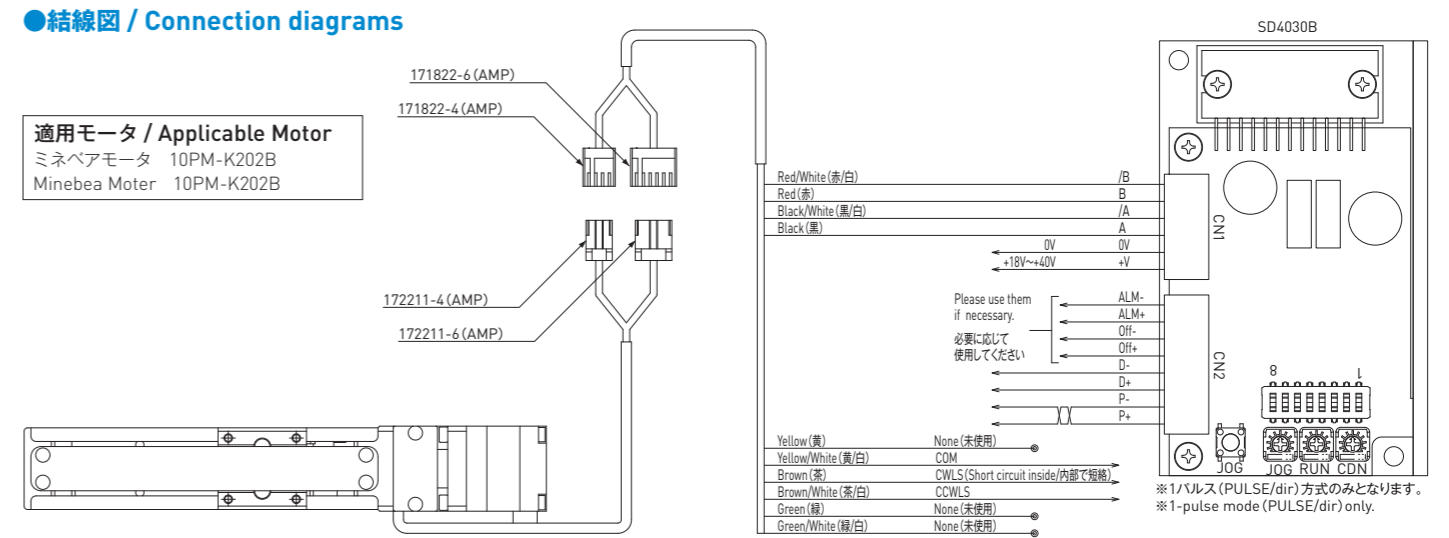 ●結線図 / Connection diagrams
SD4030B
171822-6(AMP)
171822-4(AMP)
適用モータ / Applicable Motor
ミネベアモータ 10PM-K202B
Minebea Moter 10PM-K202B
172211-4(AMP)
172211-6(AMP)
Red/White(赤/白) /B
Red(赤) B
Black/White(黒/白) /A
Black(黒) A
0V 0V
+18V~+40V +V
CN1
Please use them
if necessary.
必要に応じて
使用してください
ALM-
ALM+
Off-
Off+
D-
D+
P-
P+
CN2
8 1
JOG JOG RUN CDN
Yellow(黄) None(未使用)
Yellow/White(黄/白) COM
Brown(茶) CWLS(Short circuit inside/内部で短絡)
Brown/White(茶/白) CCWLS
Green(緑) None(未使用)
Green/White(緑/白) None(未使用)
※1パルス(PULSE/dir)方式のみとなります。
※1-pulse mode(PULSE/dir)only.